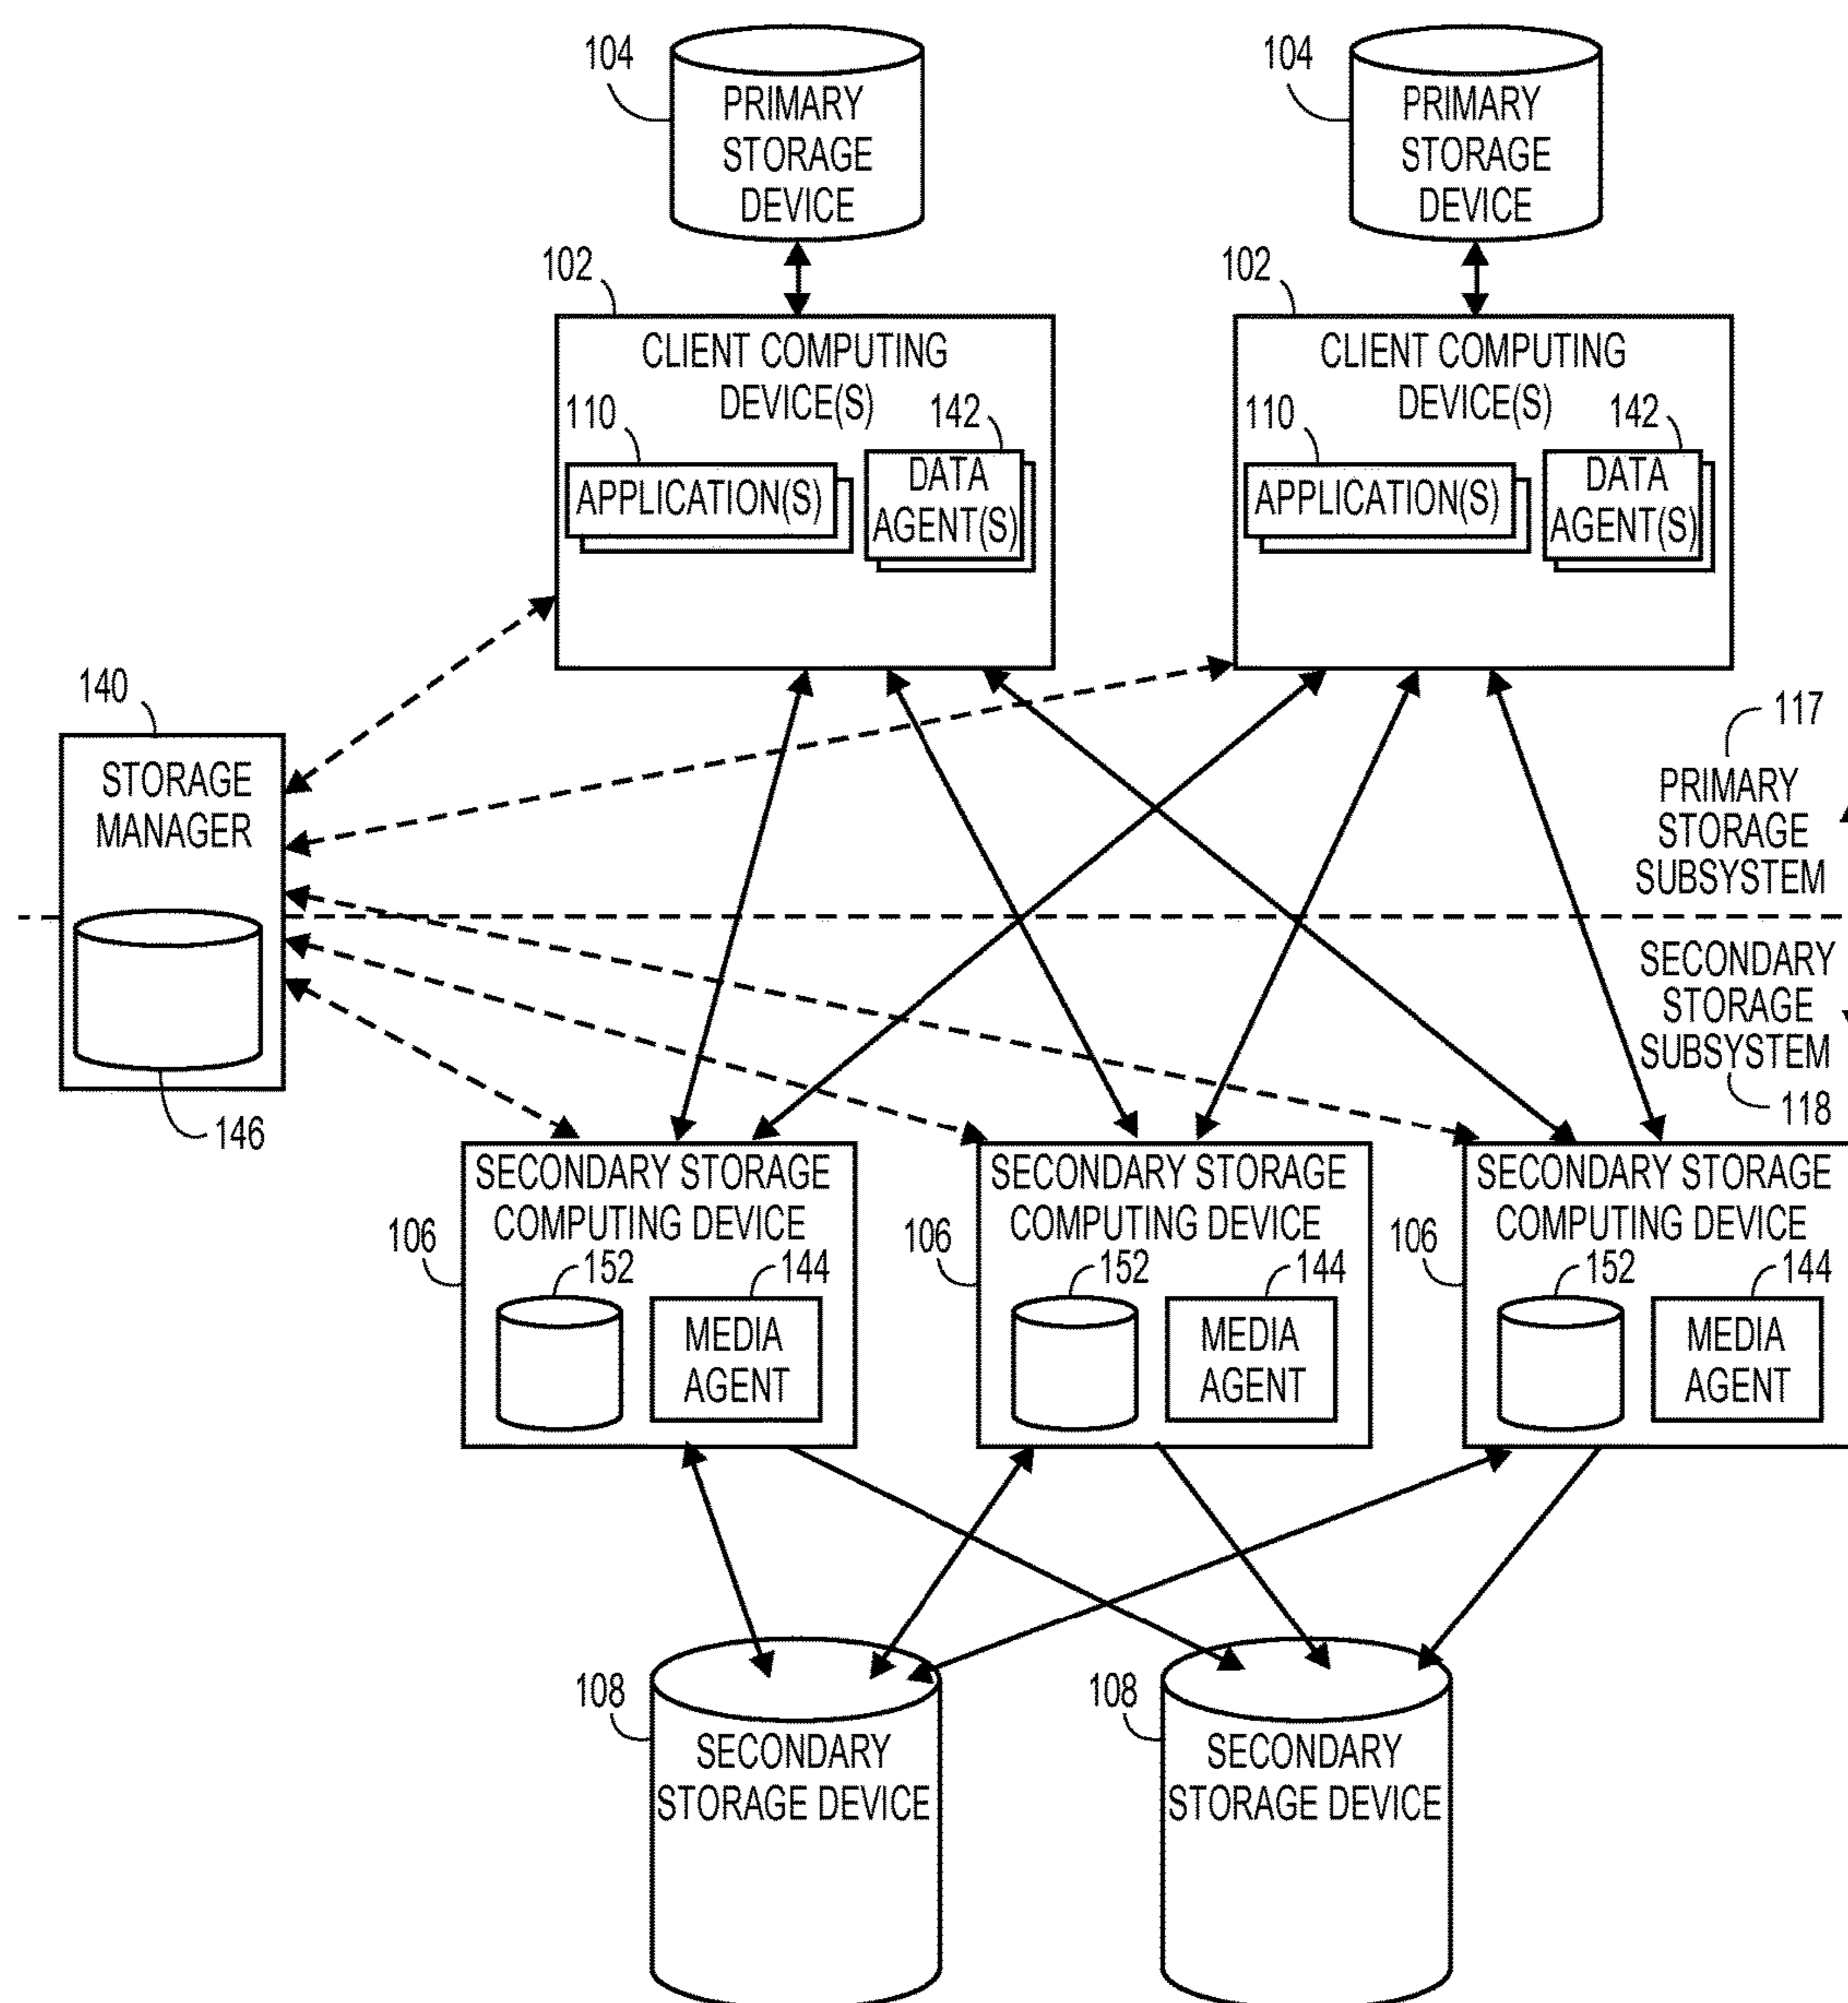 104
PRIMARY
STORAGE
DEVICE
104
PRIMARY
STORAGE
DEVICE
102
CLIENT COMPUTING
DEVICE(S)
110
APPLICATION(S)
142
DATA
AGENT(S)
102
CLIENT COMPUTING
DEVICE(S)
110
APPLICATION(S)
142
DATA
AGENT(S)
140
STORAGE
MANAGER
146
117
PRIMARY
STORAGE
SUBSYSTEM
SECONDARY
STORAGE
SUBSYSTEM
118
106
SECONDARY STORAGE
COMPUTING DEVICE
152
144
MEDIA
AGENT
106
SECONDARY STORAGE
COMPUTING DEVICE
152
144
MEDIA
AGENT
106
SECONDARY STORAGE
COMPUTING DEVICE
152
144
MEDIA
AGENT
108
SECONDARY
STORAGE DEVICE
108
SECONDARY
STORAGE DEVICE